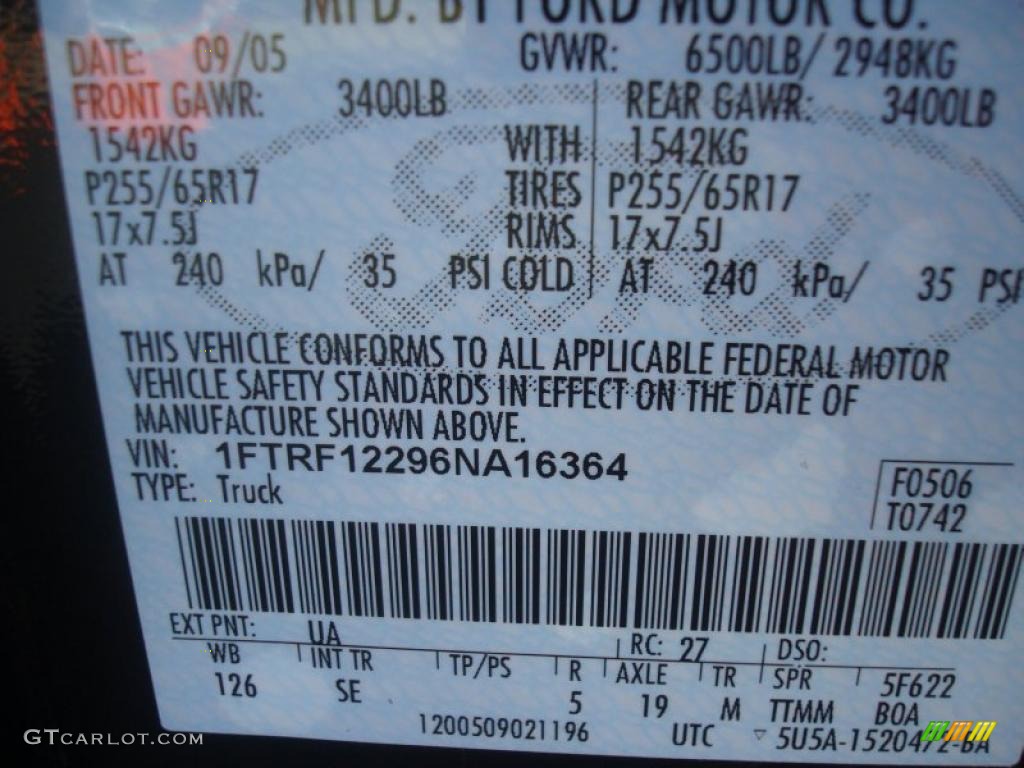 MFD. BY FORD MOTOR CO.
DATE: 09/05 GVWR: 6500LB/ 2948KG
FRONT GAWR: 3400LB REAR GAWR: 3400LB
1542KG WITH 1542KG
P255/65R17 TIRES P255/65R17
17x7.5J RIMS 17x7.5J
AT 240 kPa/ 35 PSI COLD AT 240 kPa/ 35 PSI
THIS VEHICLE CONFORMS TO ALL APPLICABLE FEDERAL MOTOR
VEHICLE SAFETY STANDARDS IN EFFECT ON THE DATE OF
MANUFACTURE SHOWN ABOVE.
VIN: 1FTRF12296NA16364
TYPE: Truck
F0506
T0742
EXT PNT: UA RC: 27 DSO:
WB INT TR TP/PS R AXLE TR SPR 5F622
126 SE 5 19 M TTMM BOA
1200509021196 UTC ▽ 5U5A-1520472-BA
GTCARLOT.COM